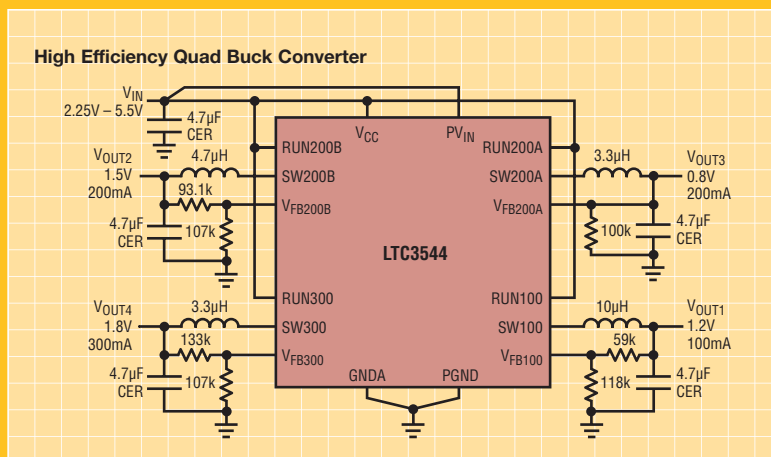 High Efficiency Quad Buck Converter
VIN
2.25V – 5.5V
4.7µF
CER
VCC
PVIN
RUN200B
RUN200A
VOUT2
1.5V
200mA
4.7µH
SW200B
93.1k
VFB200B
4.7µF
CER
107k
SW200A
3.3µH
VOUT3
0.8V
200mA
VFB200A
100k
4.7µF
CER
LTC3544
RUN300
RUN100
VOUT4
1.8V
300mA
3.3µH
SW300
133k
VFB300
4.7µF
CER
107k
SW100
10µH
VOUT1
1.2V
100mA
59k
VFB100
118k
4.7µF
CER
GNDA
PGND